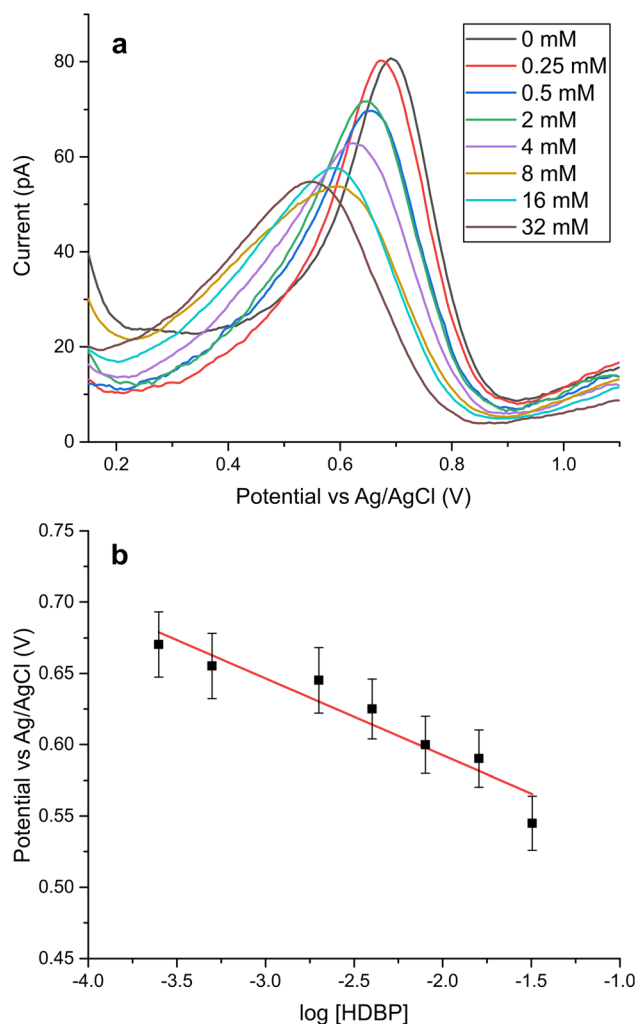 a
0 mM
0.25 mM
0.5 mM
2 mM
4 mM
8 mM
16 mM
32 mM
Current (pA)
80
60
40
20
0
0.2 0.4 0.6 0.8 1.0
Potential vs Ag/AgCl (V)
b
Potential vs Ag/AgCl (V)
0.75
0.70
0.65
0.60
0.55
0.50
0.45
-4.0 -3.5 -3.0 -2.5 -2.0 -1.5 -1.0
log [HDBP]